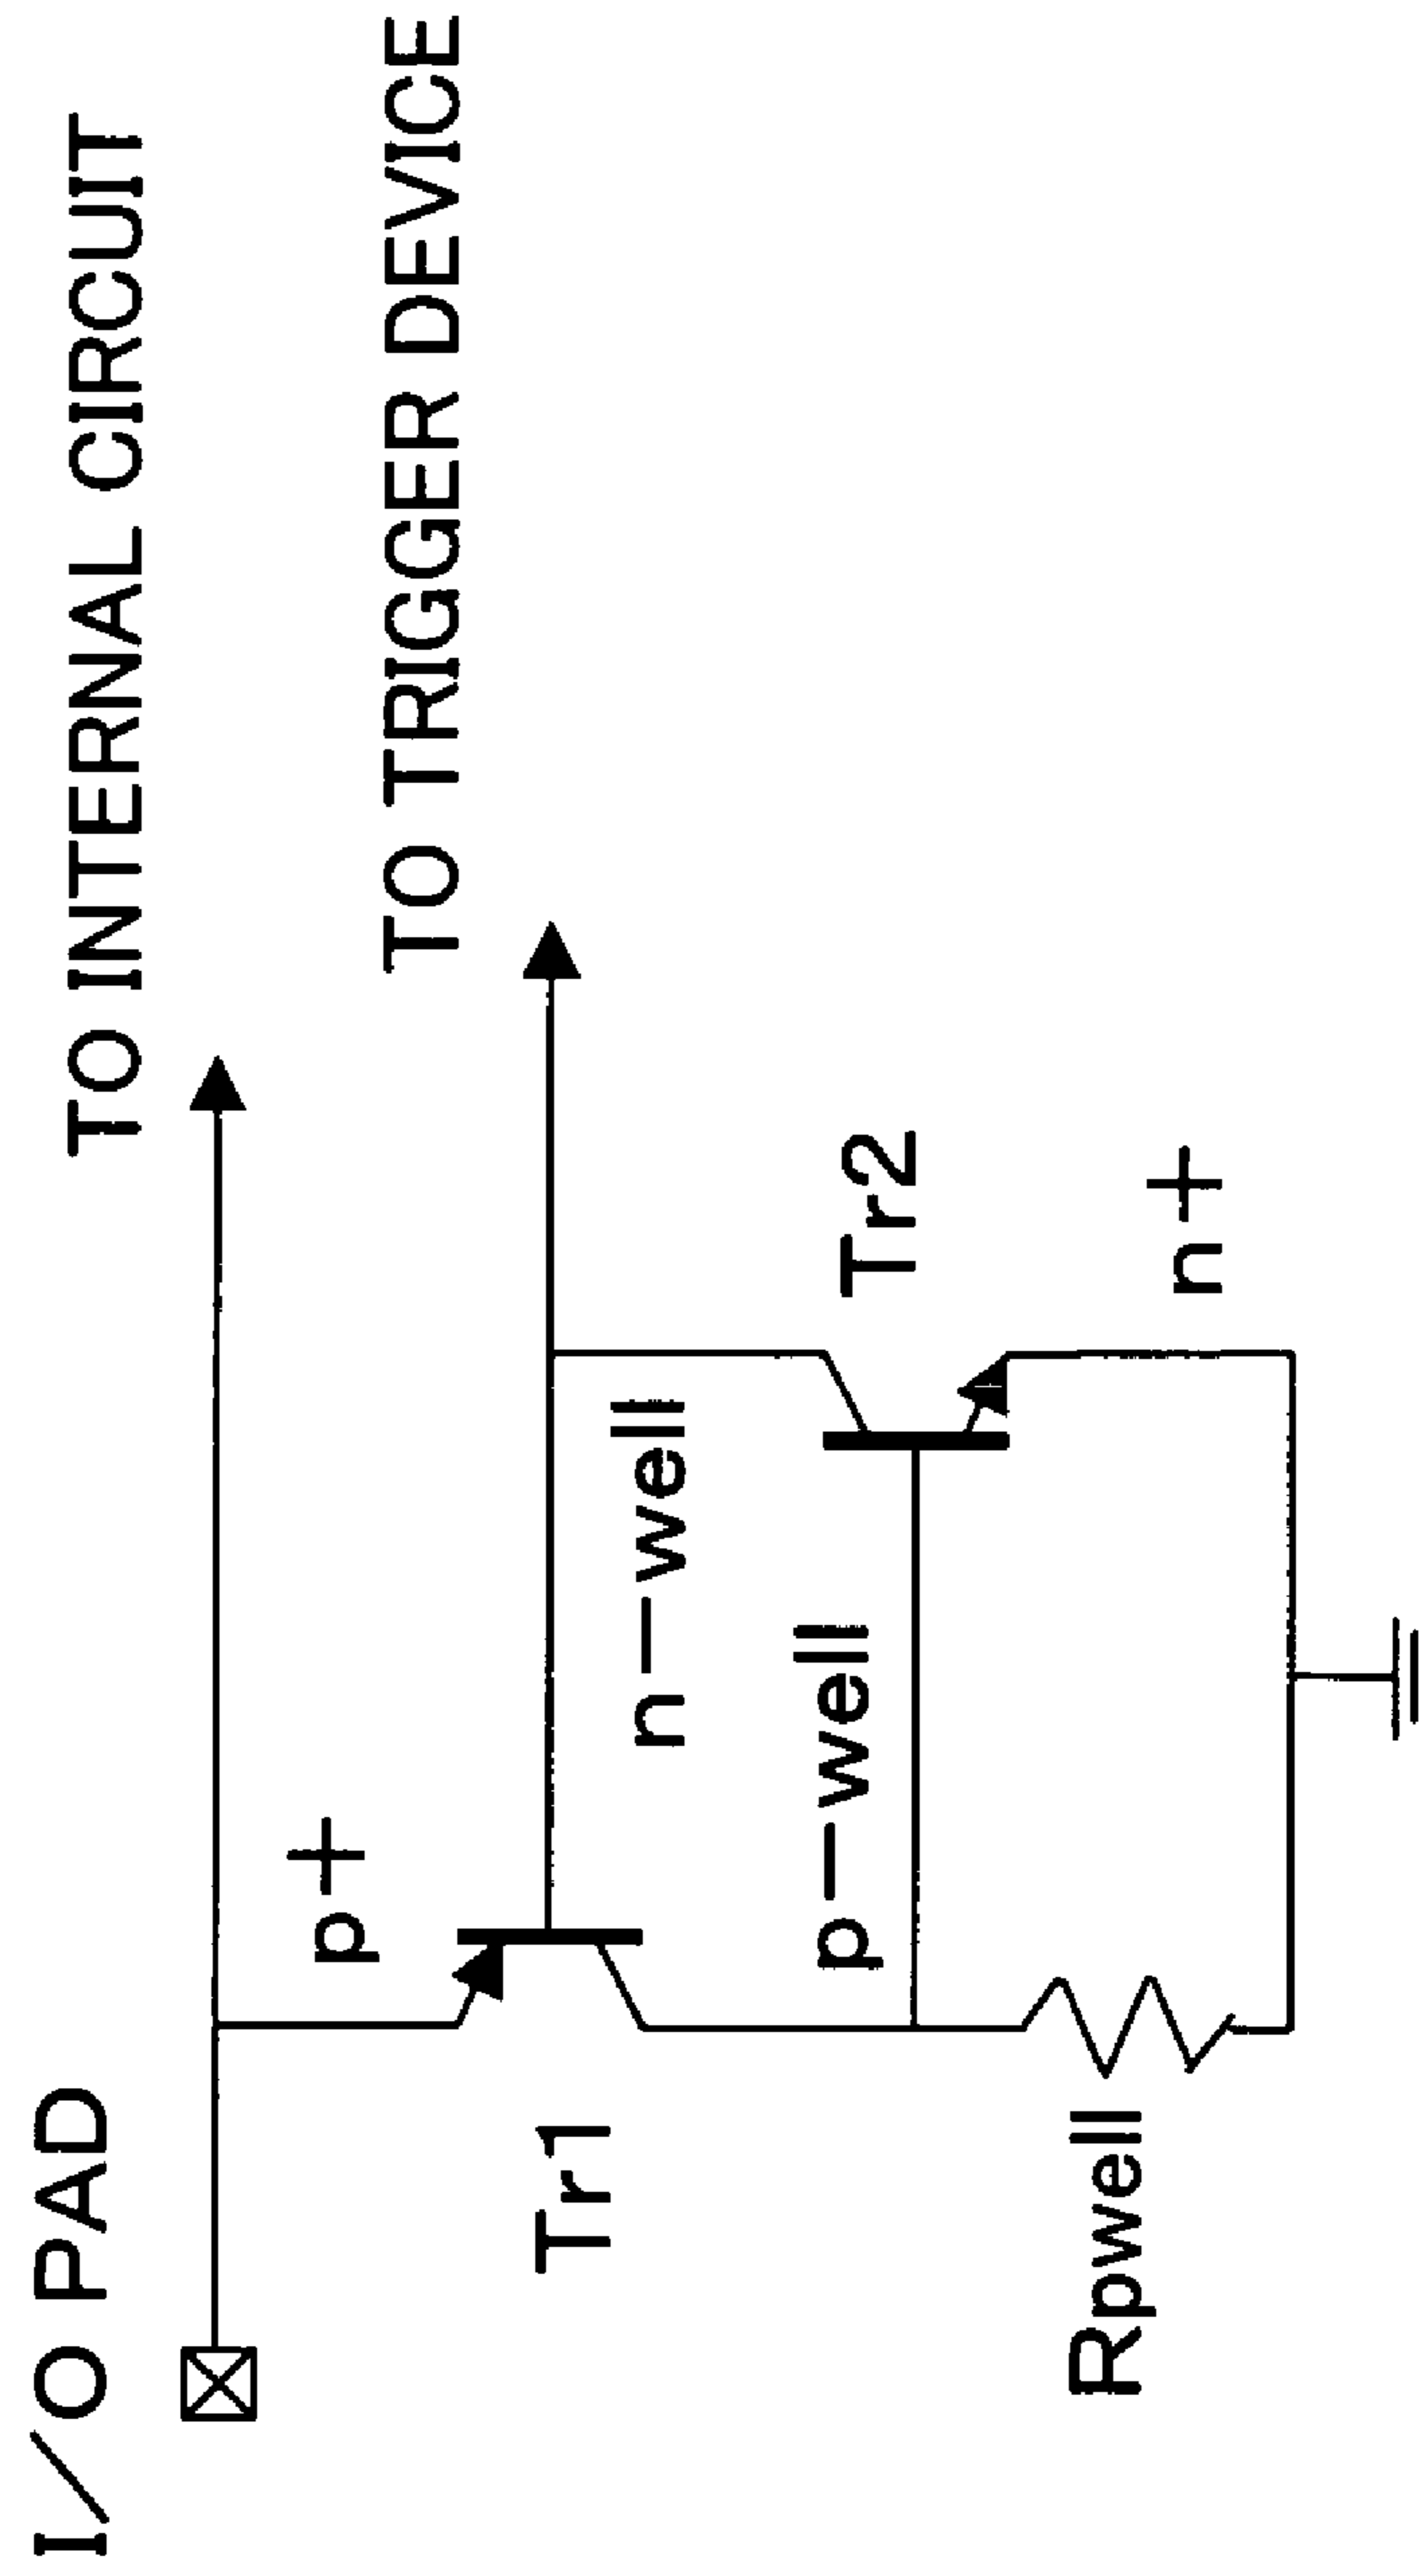 I/O PAD
TO INTERNAL CIRCUIT
p+
TO TRIGGER DEVICE
Tr1
n-well
p-well
Tr2
Rpwell
n+